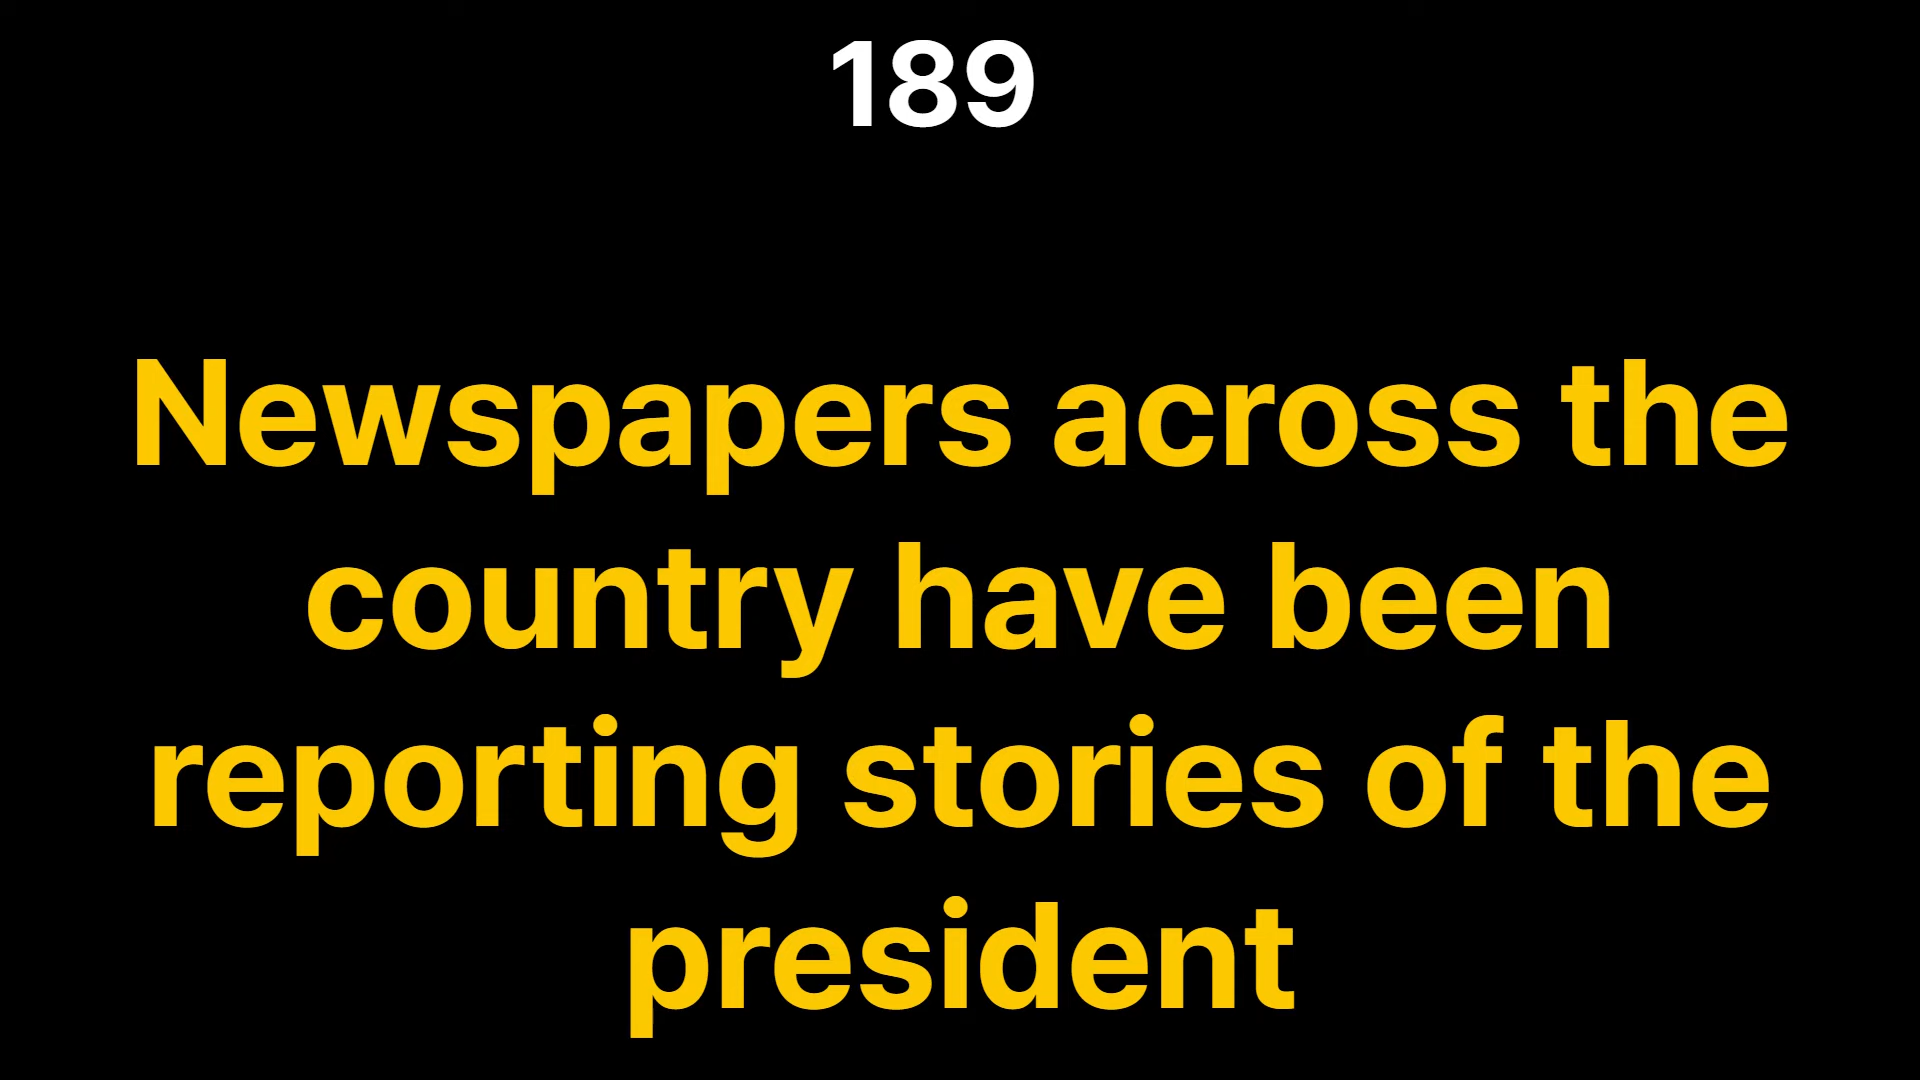 189
Newspapers across the
country have been
reporting stories of the
president